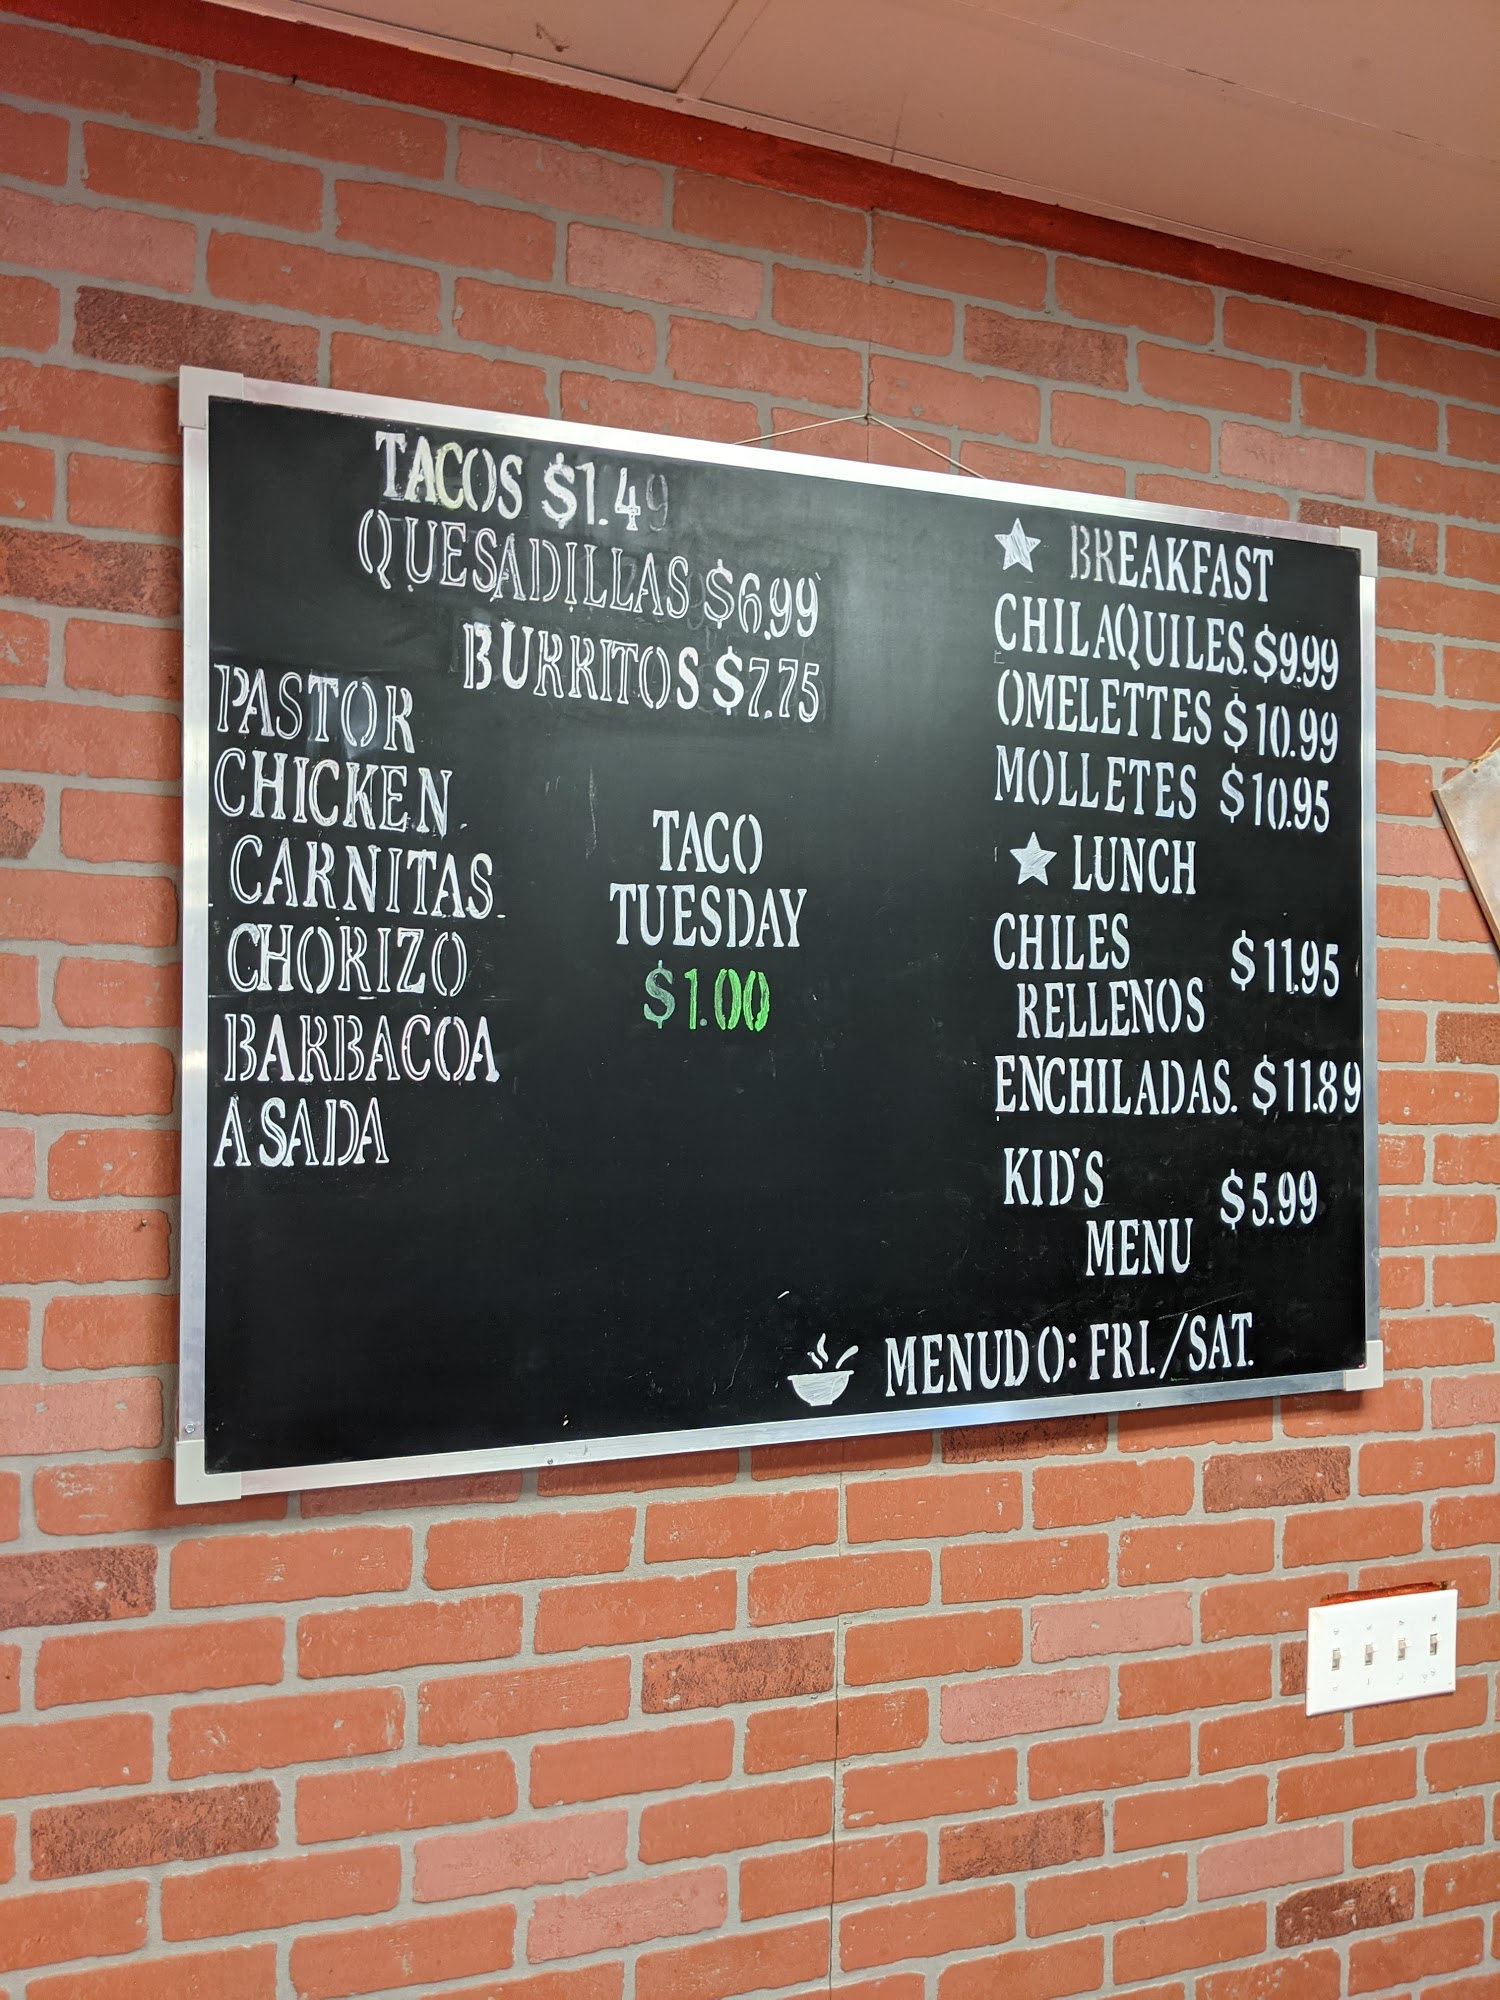 TACOS $1.49
QUESADILLAS $6.99
BURRITOS $7.75
PASTOR
CHICKEN
CARNITAS
CHORIZO
BARBACOA
ASADA
TACO
TUESDAY
$1.00
BREAKFAST
CHILAQUILES. $9.99
OMELETTES $10.99
MOLLETES $10.95
LUNCH
CHILES
RELLENOS $11.95
ENCHILADAS. $11.89
KID'S
MENU $5.99
MENUDO: FRI./SAT.